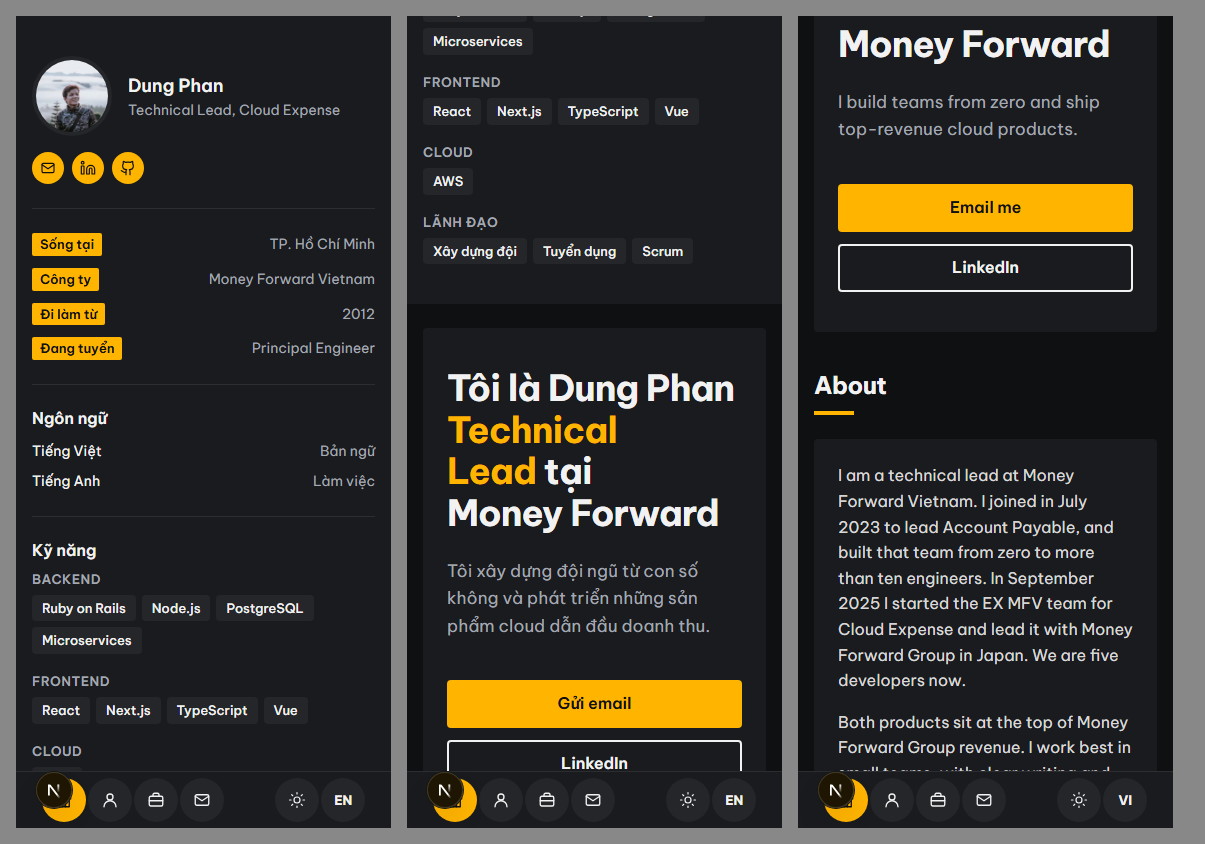 Dung Phan
Technical Lead, Cloud Expense
Sống tại
TP. Hồ Chí Minh
Công ty
Money Forward Vietnam
Đi làm từ
2012
Đang tuyển
Principal Engineer
Ngôn ngữ
Tiếng Việt
Bản ngữ
Tiếng Anh
Làm việc
Kỹ năng
BACKEND
Ruby on Rails
Node.js
PostgreSQL
Microservices
FRONTEND
React
Next.js
TypeScript
Vue
CLOUD
N
EN
Microservices
FRONTEND
React
Next.js
TypeScript
Vue
CLOUD
AWS
LÃNH ĐẠO
Xây dựng đội
Tuyển dụng
Scrum
Tôi là Dung Phan
Technical
Lead tại
Money Forward
Tôi xây dựng đội ngũ từ con số
không và phát triển những sản
phẩm cloud dẫn đầu doanh thu.
Gửi email
LinkedIn
N
EN
Money Forward
I build teams from zero and ship
top-revenue cloud products.
Email me
LinkedIn
About
I am a technical lead at Money
Forward Vietnam. I joined in July
2023 to lead Account Payable, and
built that team from zero to more
than ten engineers. In September
2025 I started the EX MFV team for
Cloud Expense and lead it with Money
Forward Group in Japan. We are five
developers now.
Both products sit at the top of Money
Forward Group revenue. I work best in
small teams, with clear writing and
N
VI